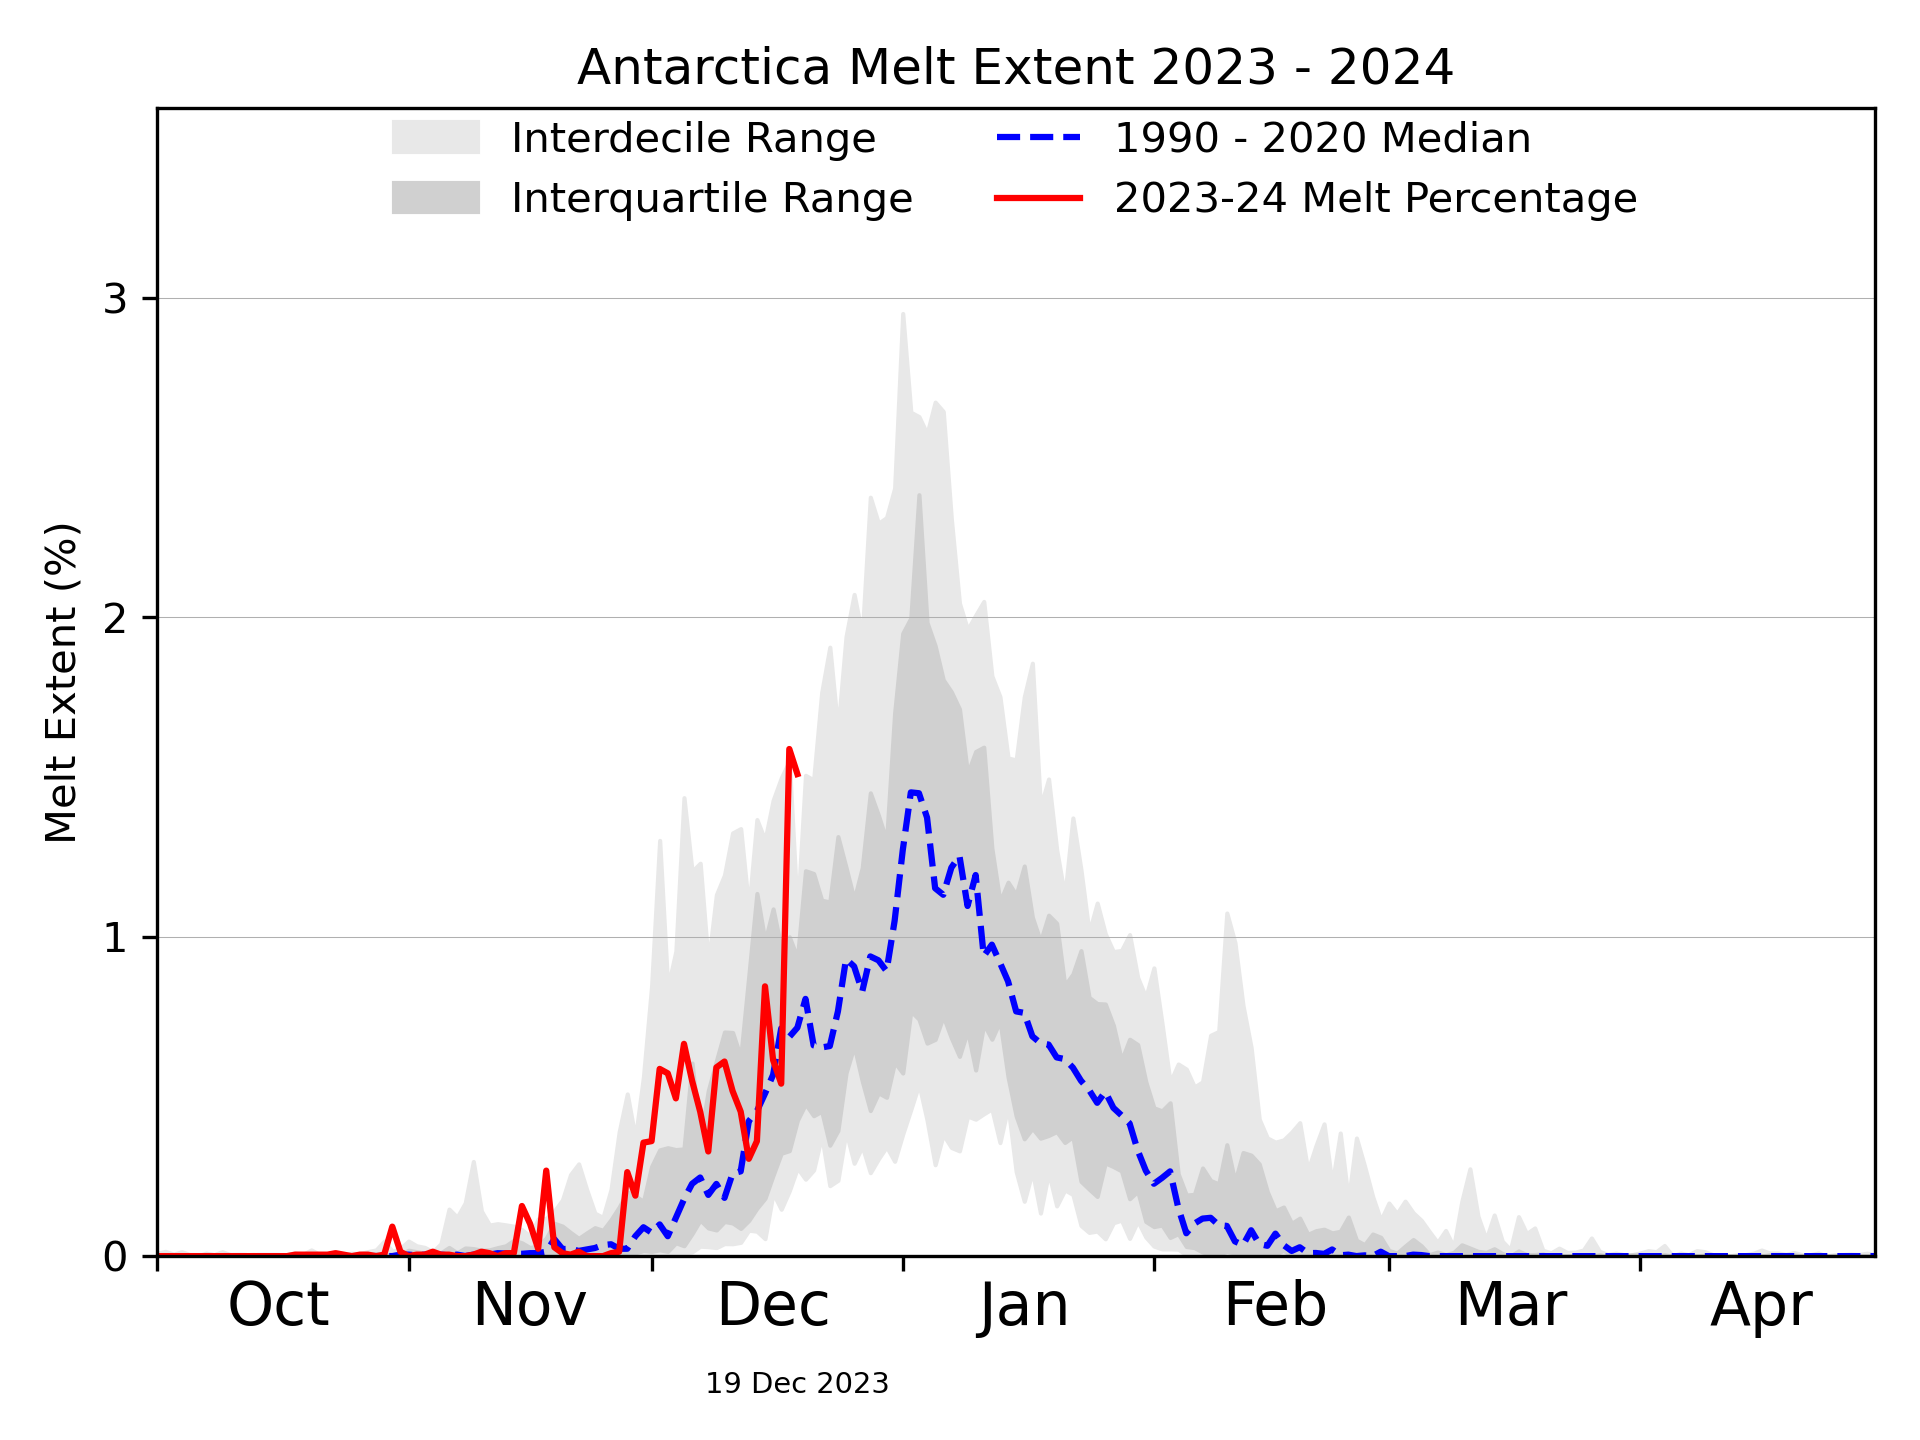 Antarctica Melt Extent 2023 - 2024
Interdecile Range
Interquartile Range
1990 - 2020 Median
2023-24 Melt Percentage
Melt Extent (%)
3
2
1
0
Oct Nov Dec Jan Feb Mar Apr
19 Dec 2023